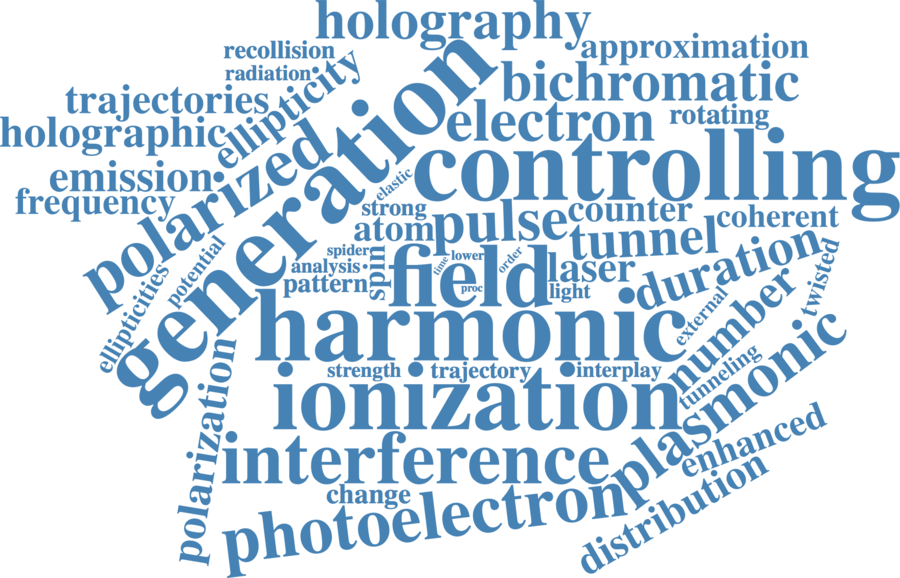 holography
recollision
approximation
radiation
ellipticity
bichromatic
trajectories
generation
electron
rotating
holographic
polarized
controlling
emission
elastic
frequency
strong
pulse
counter
coherent
atom
tunnel
potential
spider
lower
order
time
analysis
spin
field
laser
duration
twisted
pattern
proc
light
ellipticities
harmonic
external
number
strength
trajectory
interplay
tunneling
plasmonic
polarization
ionization
interference
enhanced
change
photoelectron
distribution